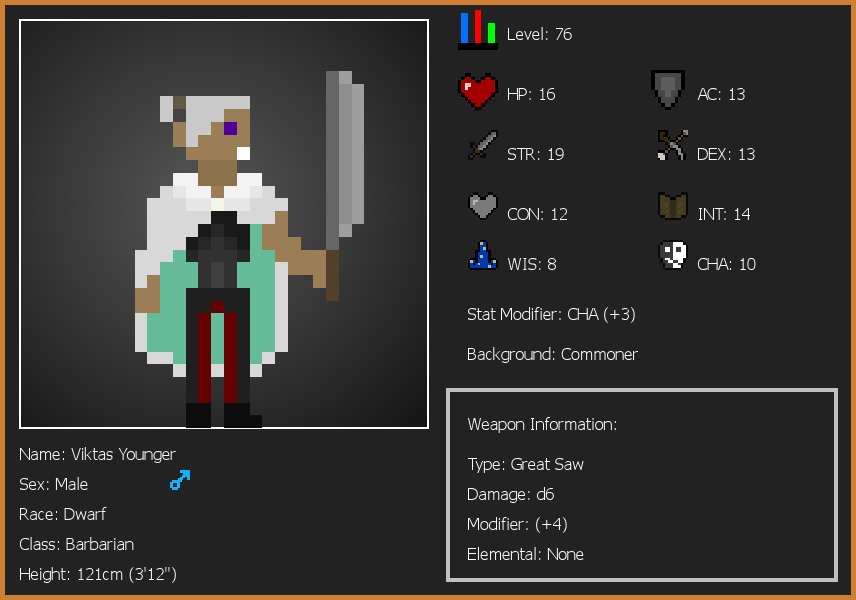 Level: 76
HP: 16
AC: 13
STR: 19
DEX: 13
CON: 12
INT: 14
WIS: 8
CHA: 10
Stat Modifier: CHA (+3)
Background: Commoner
Weapon Information:
Type: Great Saw
Damage: d6
Modifier: (+4)
Elemental: None
Name: Viktas Younger
Sex: Male
Race: Dwarf
Class: Barbarian
Height: 121cm (3'12")